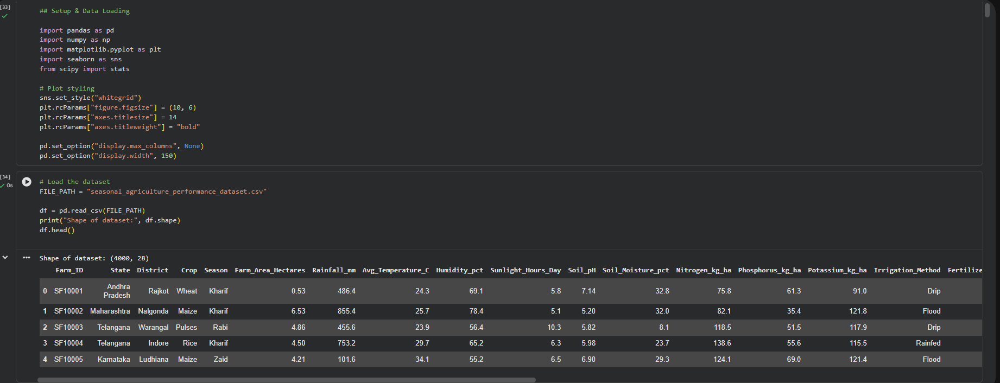 [33]
## Setup & Data Loading
import pandas as pd
import numpy as np
import matplotlib.pyplot as plt
import seaborn as sns
from scipy import stats
# Plot styling
sns.set_style("whitegrid")
plt.rcParams["figure.figsize"] = (10, 6)
plt.rcParams["axes.titlesize"] = 14
plt.rcParams["axes.titleweight"] = "bold"
pd.set_option("display.max_columns", None)
pd.set_option("display.width", 150)
[34]
0s
# Load the dataset
FILE_PATH = "seasonal_agriculture_performance_dataset.csv"
df = pd.read_csv(FILE_PATH)
print("Shape of dataset:", df.shape)
df.head()
Shape of dataset: (4000, 28)
Farm_ID State District Crop Season Farm_Area_Hectares Rainfall_mm Avg_Temperature_C Humidity_pct Sunlight_Hours_Day Soil_pH Soil_Moisture_pct Nitrogen_kg_ha Phosphorus_kg_ha Potassium_kg_ha Irrigation_Method Fertilize
0 SF10001 Andhra Pradesh Rajkot Wheat Kharif 0.53 486.4 24.3 69.1 5.8 7.14 32.8 75.8 61.3 91.0 Drip
1 SF10002 Maharashtra Nalgonda Maize Kharif 6.53 855.4 25.7 78.4 5.1 5.20 32.0 82.1 35.4 121.8 Flood
2 SF10003 Telangana Warangal Pulses Rabi 4.86 455.6 23.9 56.4 10.3 5.82 8.1 118.5 51.5 117.9 Drip
3 SF10004 Telangana Indore Rice Kharif 4.50 753.2 29.7 65.2 6.3 5.98 23.7 138.6 55.6 115.5 Rainfed
4 SF10005 Karnataka Ludhiana Maize Zaid 4.21 101.6 34.1 55.2 6.5 6.90 29.3 124.1 69.0 121.4 Flood